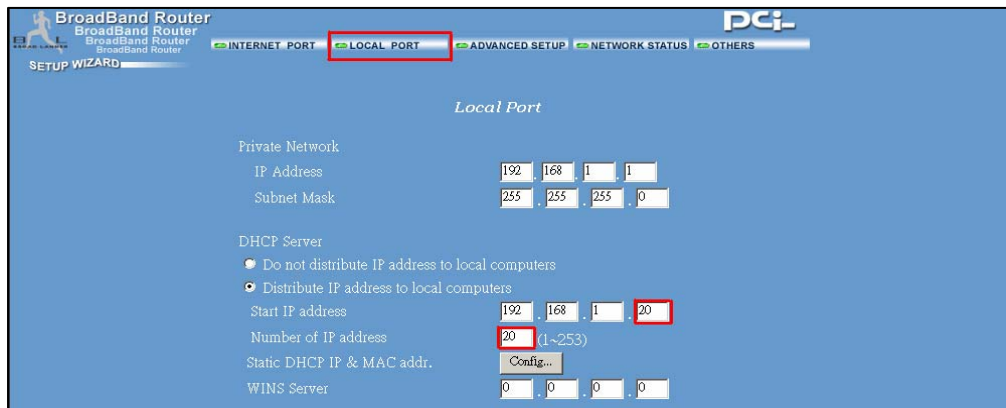 BroadBand Router
BroadBand Router
BroadBand Router
BroadBand Router
PCi
INTERNET PORT LOCAL PORT ADVANCED SETUP NETWORK STATUS OTHERS
SETUP WIZARD
Local Port
Private Network
IP Address 192 . 168 . 1 . 1
Subnet Mask 255 . 255 . 255 . 0
DHCP Server
Do not distribute IP address to local computers
Distribute IP address to local computers
Start IP address 192 . 168 . 1 . 20
Number of IP address 20 (1~253)
Static DHCP IP & MAC addr. Config...
WINS Server 0 . 0 . 0 . 0